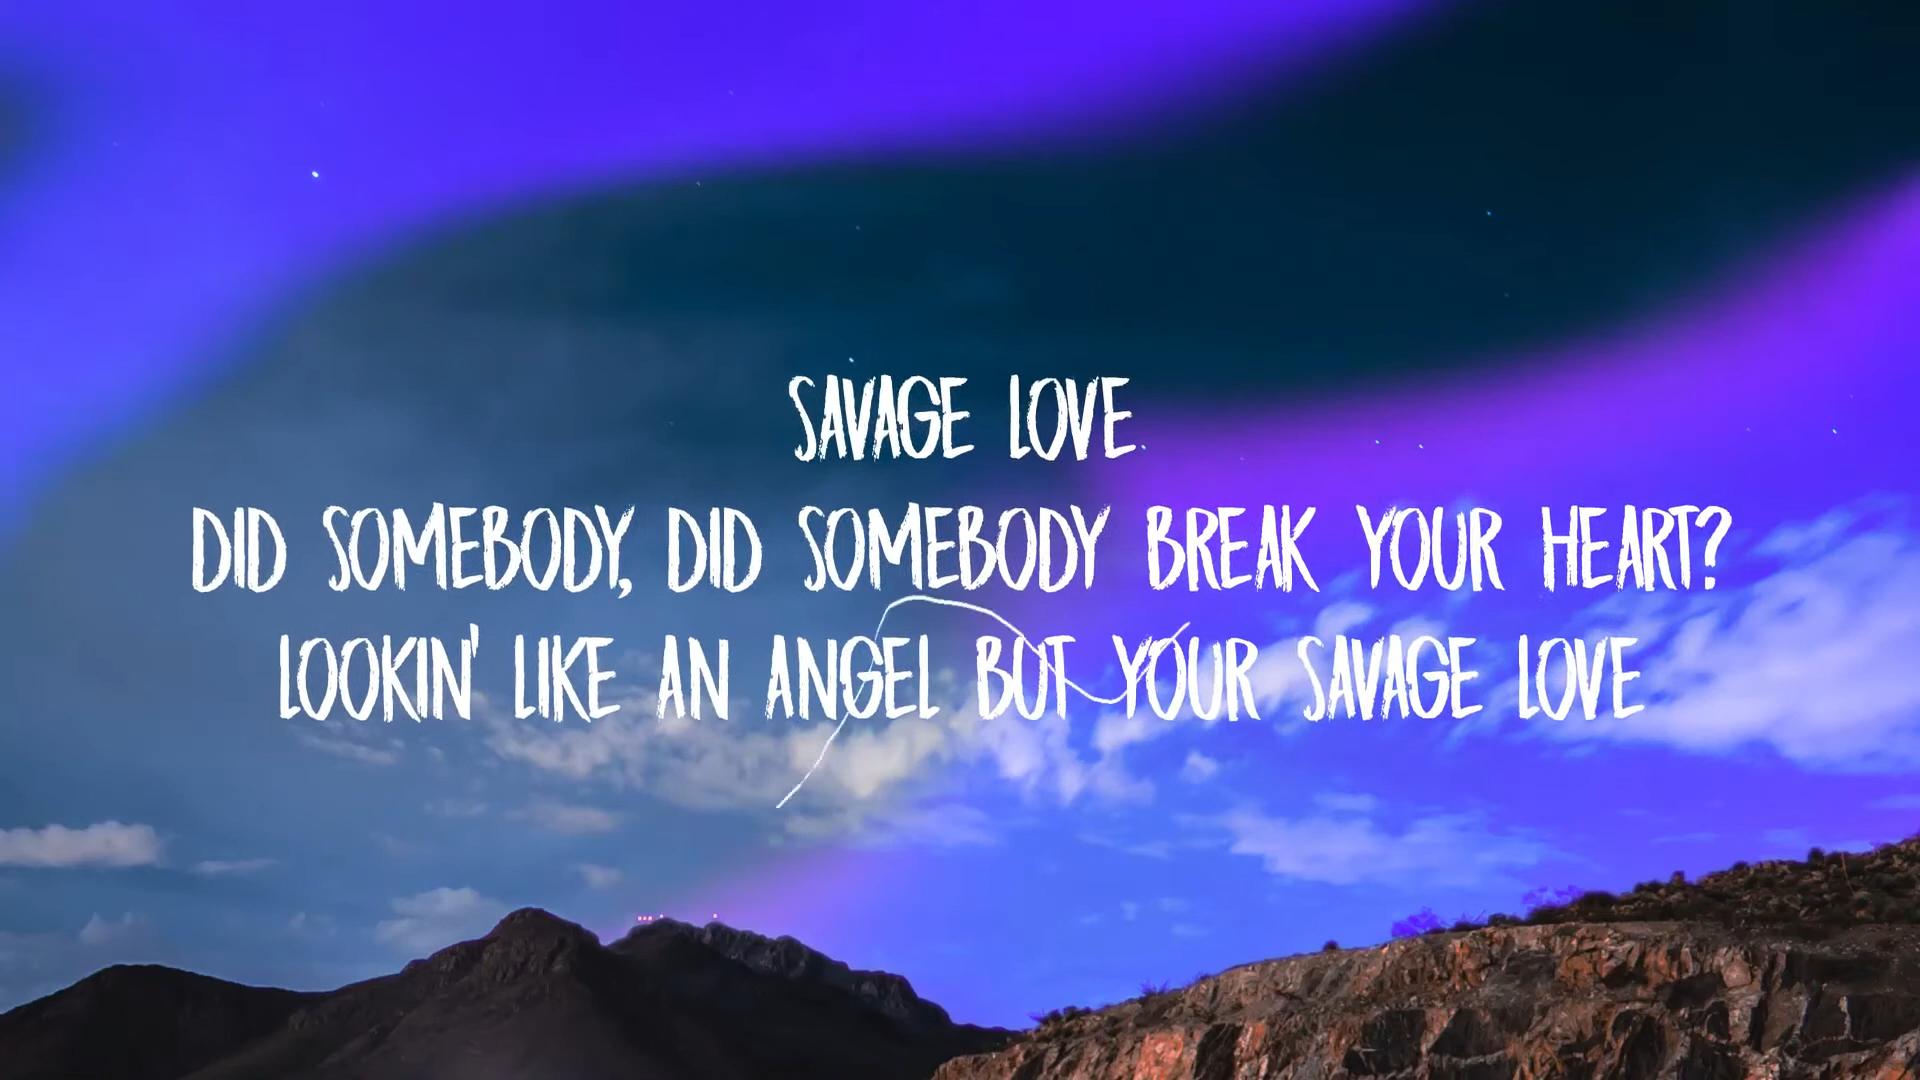 SAVAGE LOVE
DID SOMEBODY, DID SOMEBODY BREAK YOUR HEART?
LOOKIN' LIKE AN ANGEL BUT YOUR SAVAGE LOVE